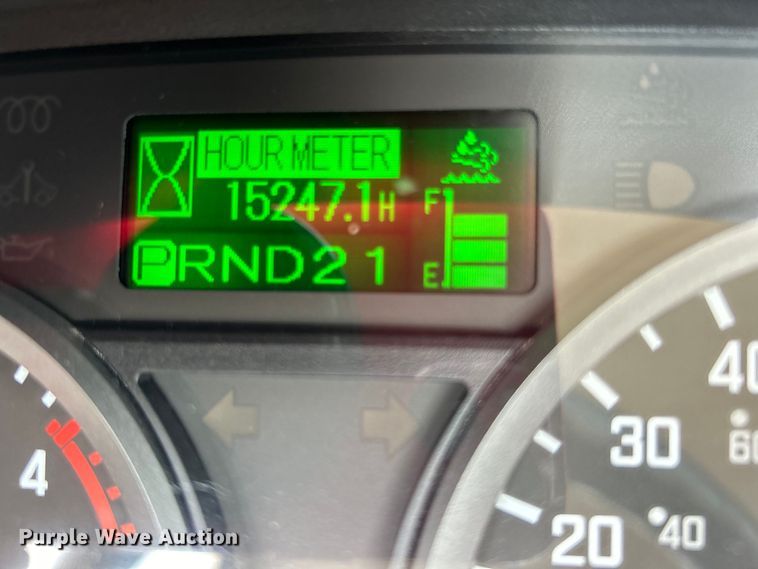 HOUR METER
15247.1H
F
PRND21
E
40
30
60
4
20
40
Purple Wave Auction